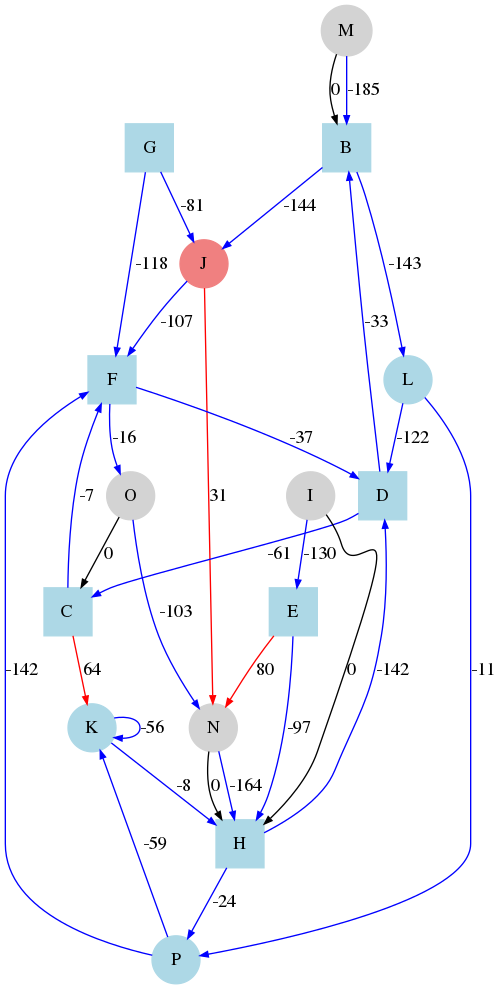 M
0 -185
G B
-81 -144
-118 -143
J
-107
-33
F L
-16 -37 -122
O 31 I D
-7 0 -61 -130
C E
-103
-142 64 80 0 -142 -11
K N
-56 -97
-8 0 -164
H
-59
-24
P